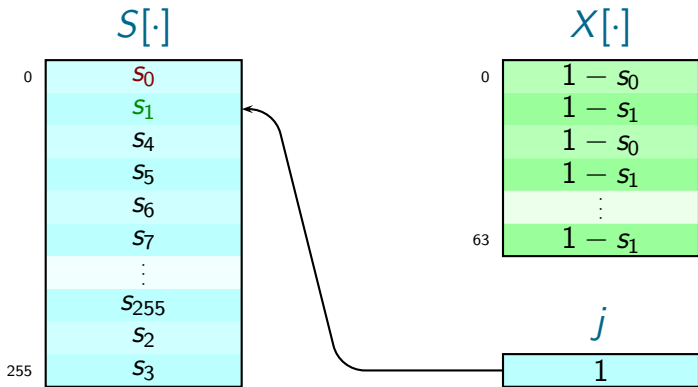 S[·]
0
s₀
s₁
s₄
s₅
s₆
s₇
⋮
s₂₅₅
s₂
255
s₃
X[·]
0
1 − s₀
1 − s₁
1 − s₀
1 − s₁
⋮
63
1 − s₁
j
1